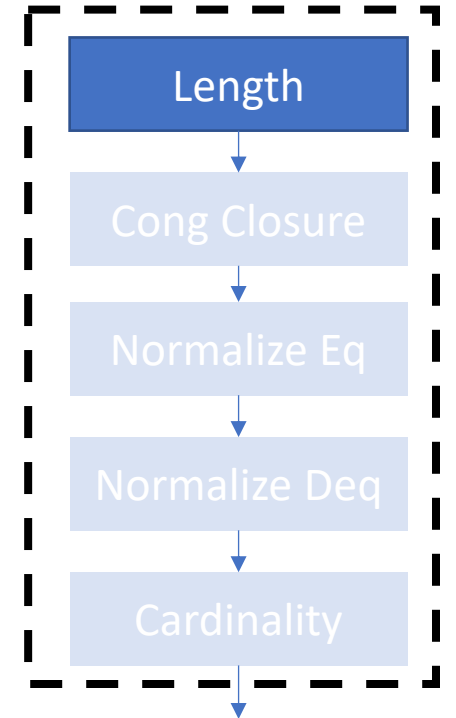 Length
Cong Closure
Normalize Eq
Normalize Deq
Cardinality